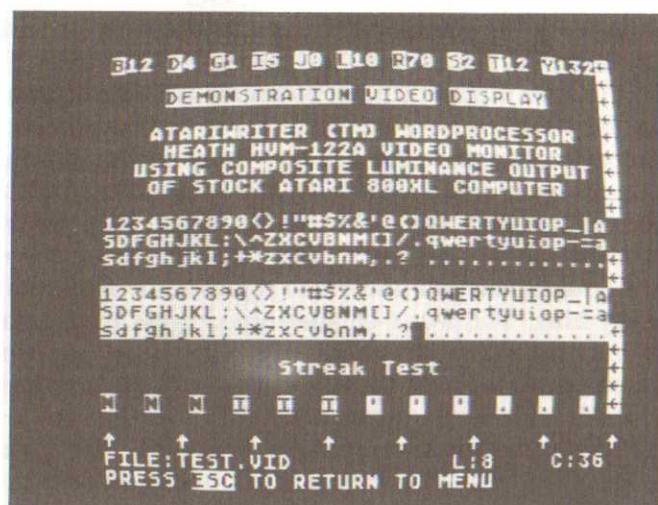 B12 D4 G1 I5 J0 L10 R70 S2 T12 Y132←
DEMONSTRATION VIDEO DISPLAY
ATARIWRITER (TM) WORDPROCESSOR
HEATH HVM-122A VIDEO MONITOR
USING COMPOSITE LUMINANCE OUTPUT
OF STOCK ATARI 800XL COMPUTER
1234567890<>!"#$%&'@()QWERTYUIOP_|A
SDFGHJKL:\^ZXCVBNM[]/.qwertyuiop-=a
sdfghjkl;+*zxcvbnm,.? .............←
1234567890<>!"#$%&'@()QWERTYUIOP_|A
SDFGHJKL:\^ZXCVBNM[]/.qwertyuiop-=a
sdfghjkl;+*zxcvbnm,.? .............←
Streak Test
M M M I I I ' ' ' . . . ←
↑ ↑ ↑ ↑ ↑ ↑ ↑ ↑
FILE:TEST.VID L:8 C:36
PRESS ESC TO RETURN TO MENU